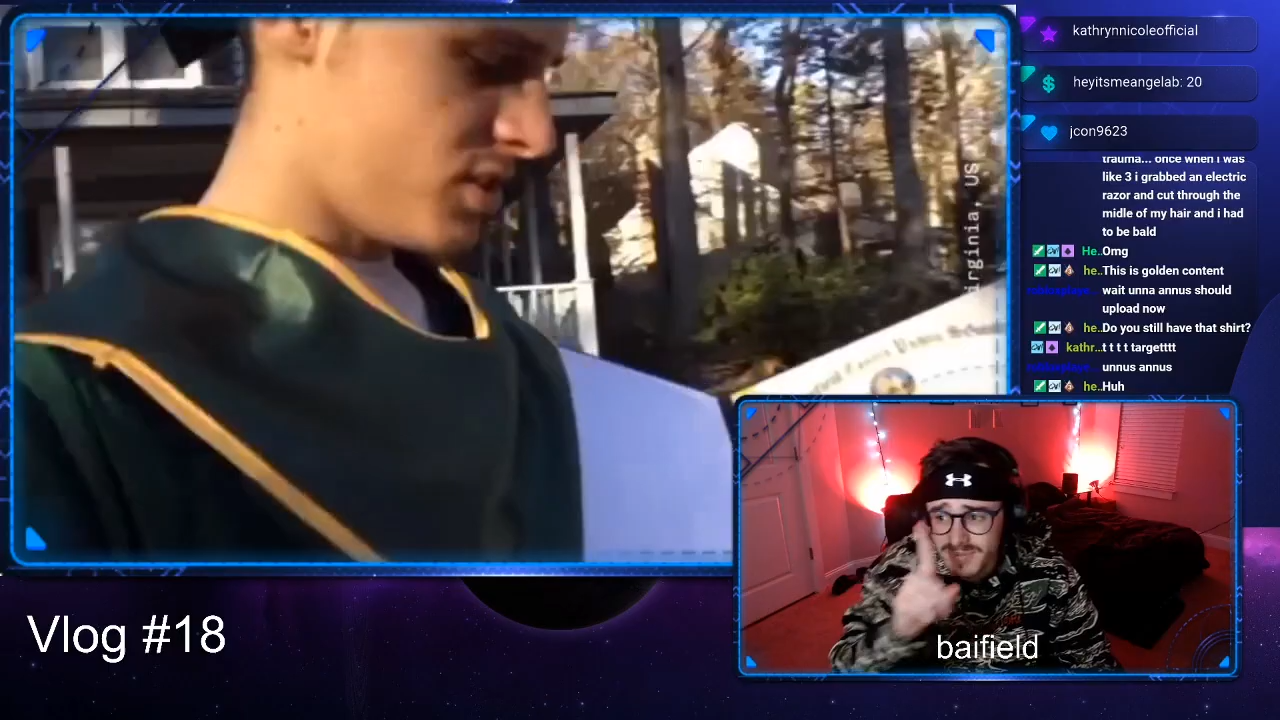 kathrynnicoleofficial
heyitsmeangelab: 20
jcon9623
trauma... once when i was
like 3 i grabbed an electric
razor and cut through the
midle of my hair and i had
to be bald
He..Omg
he..This is golden content
wait unna annus should
upload now
he..Do you still have that shirt?
kathr...t t t t targetttt
unnus annus
he..Huh
irginia, US
Vlog #18
baifield